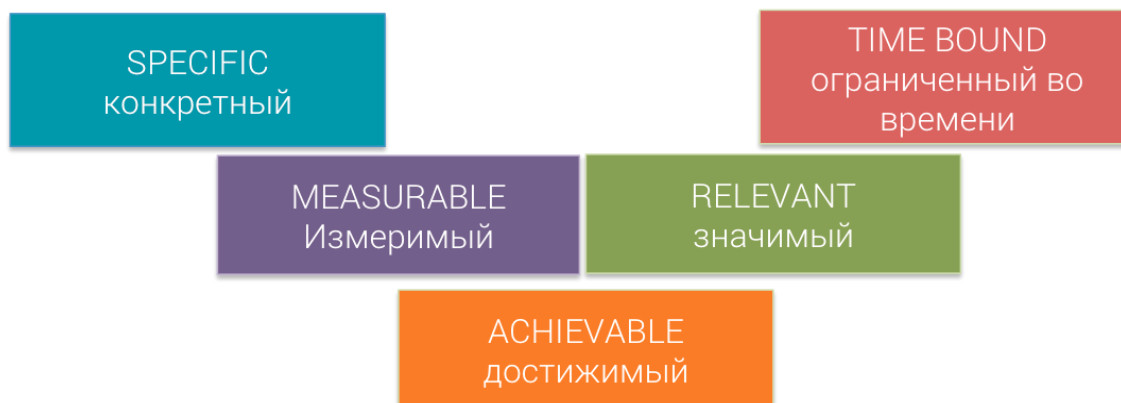 SPECIFIC
конкретный
TIME BOUND
ограниченный во
времени
MEASURABLE
Измеримый
RELEVANT
значимый
ACHIEVABLE
достижимый